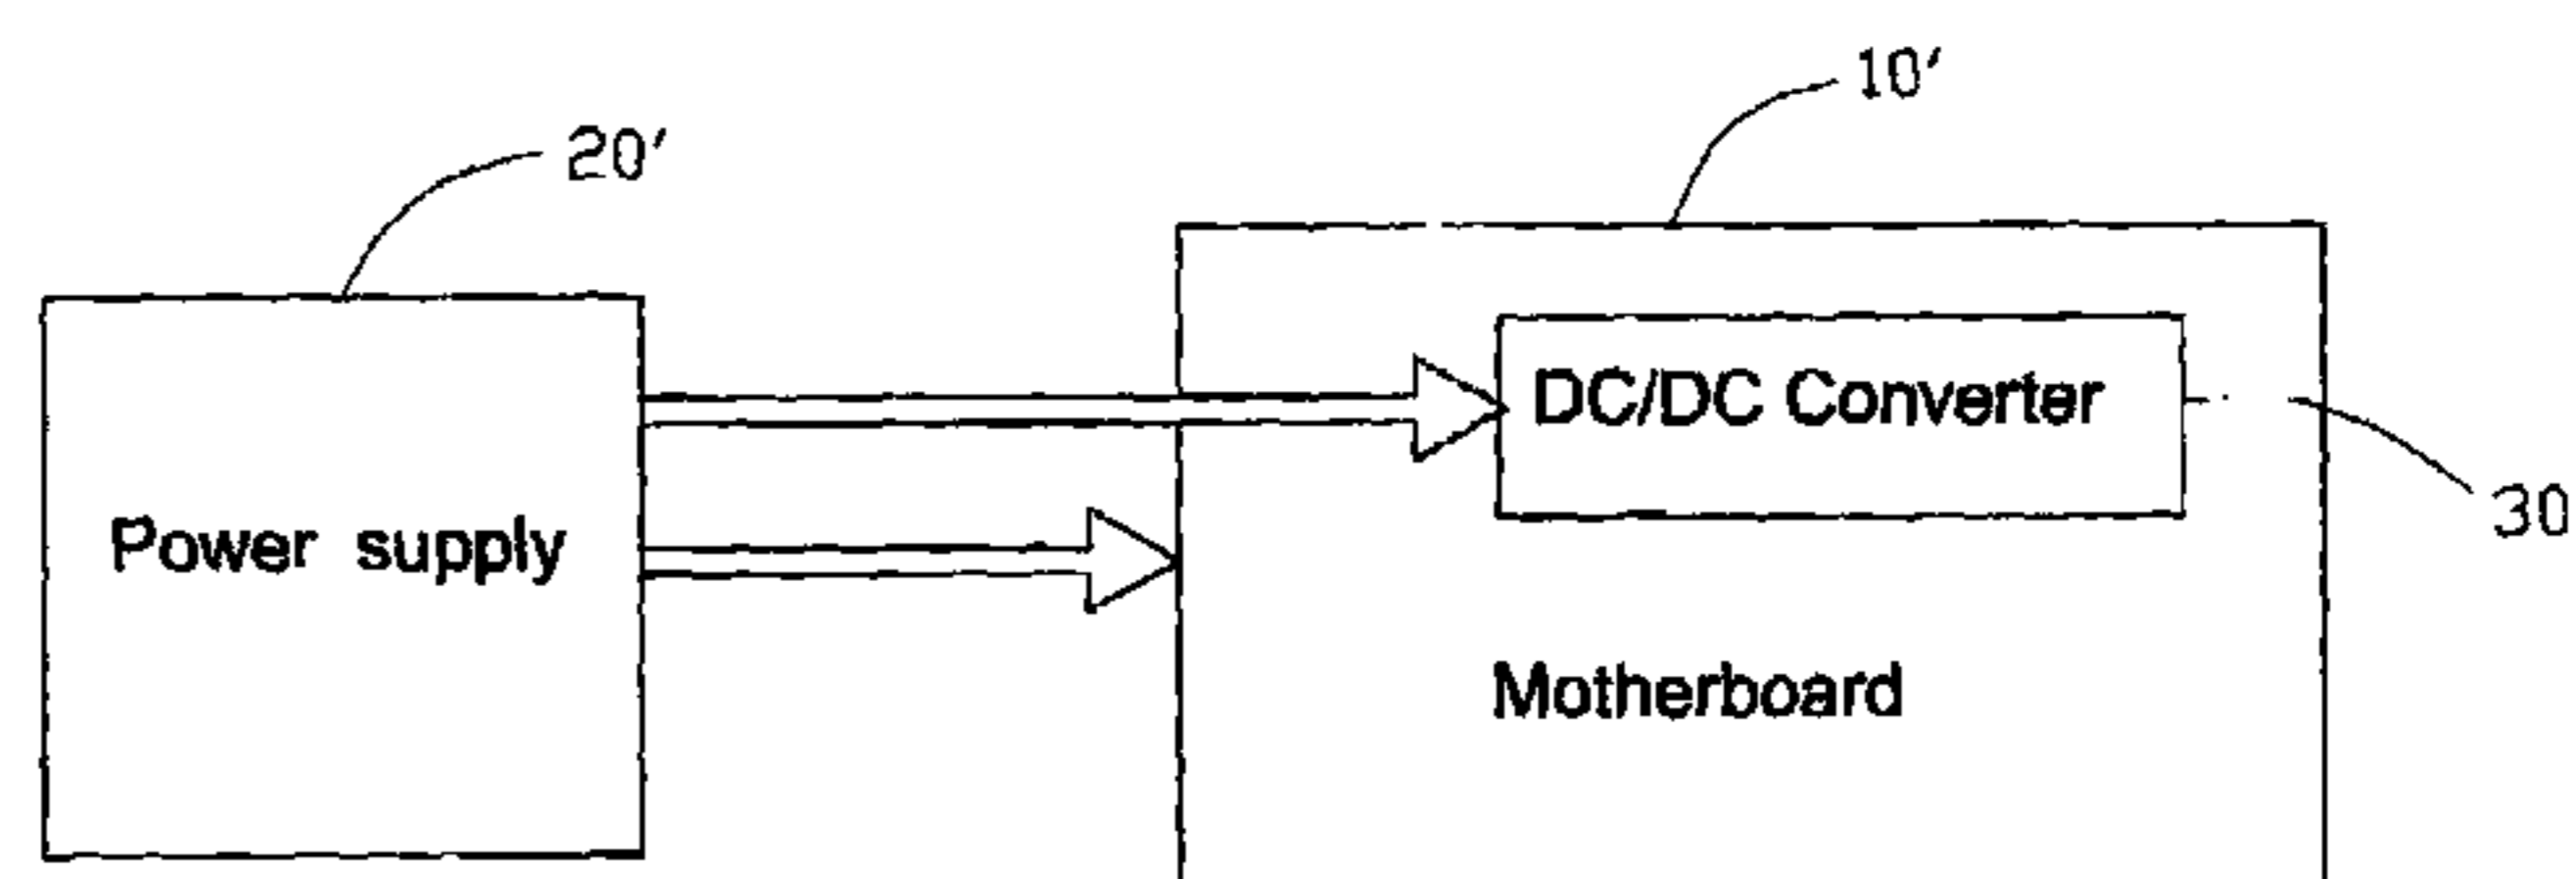 10′
20′
DC/DC Converter
30
Power supply
Motherboard